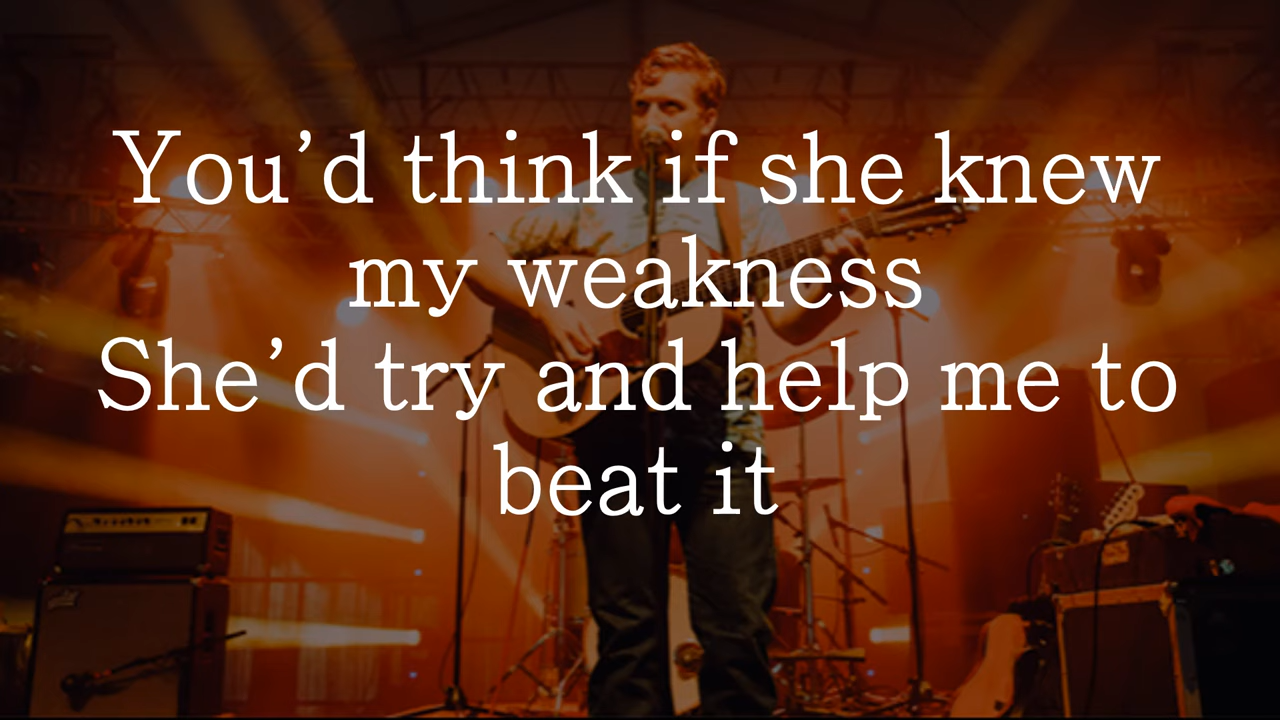 You’d think if she knew
my weakness
She’d try and help me to
beat it